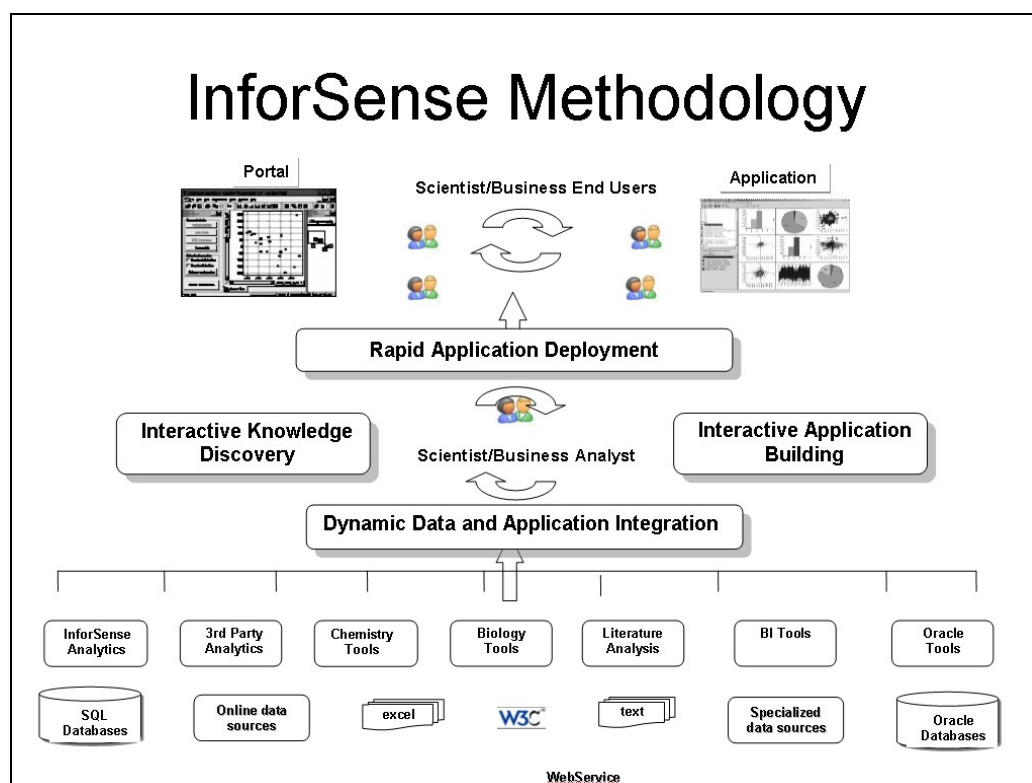 InforSense Methodology
Portal
Scientist/Business End Users
Application
Rapid Application Deployment
Interactive Knowledge
Discovery
Interactive Application
Building
Scientist/Business Analyst
Dynamic Data and Application Integration
InforSense
Analytics
3rd Party
Analytics
Chemistry
Tools
Biology
Tools
Literature
Analysis
BI Tools
Oracle
Tools
SQL
Databases
Online data
sources
excel
W3C
text
Specialized
data sources
Oracle
Databases
WebService